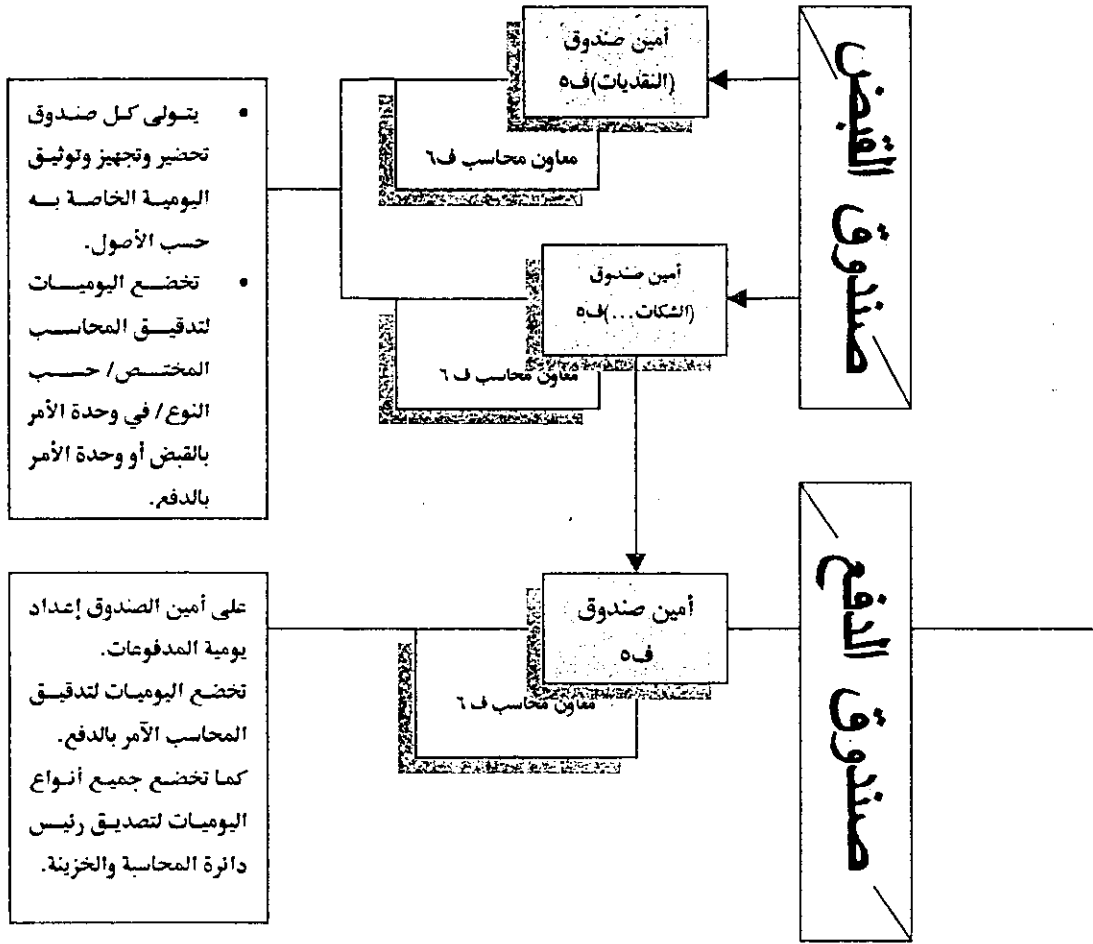 صندوق القبض
أمين صندوق
(النقديات)ف٥
معاون محاسب ف٦
أمين صندوق
(الشكات...)ف٥
معاون محاسب ف٦
• يتولى كل صندوق
تحضير وتجهيز وتوثيق
اليومية الخاصة به
حسب الأصول.
• تخضع اليوميات
لتدقيق المحاسب
المختص/ حسب
النوع/ في وحدة الأمر
بالقبض أو وحدة الأمر
بالدفع.
صندوق الدفع
أمين صندوق
ف٥
معاون محاسب ف٦
على أمين الصندوق إعداد
يومية المدفوعات.
تخضع اليوميات لتدقيق
المحاسب الآمر بالدفع.
كما تخضع جميع أنواع
اليوميات لتصديق رئيس
دائرة المحاسبة والخزينة.